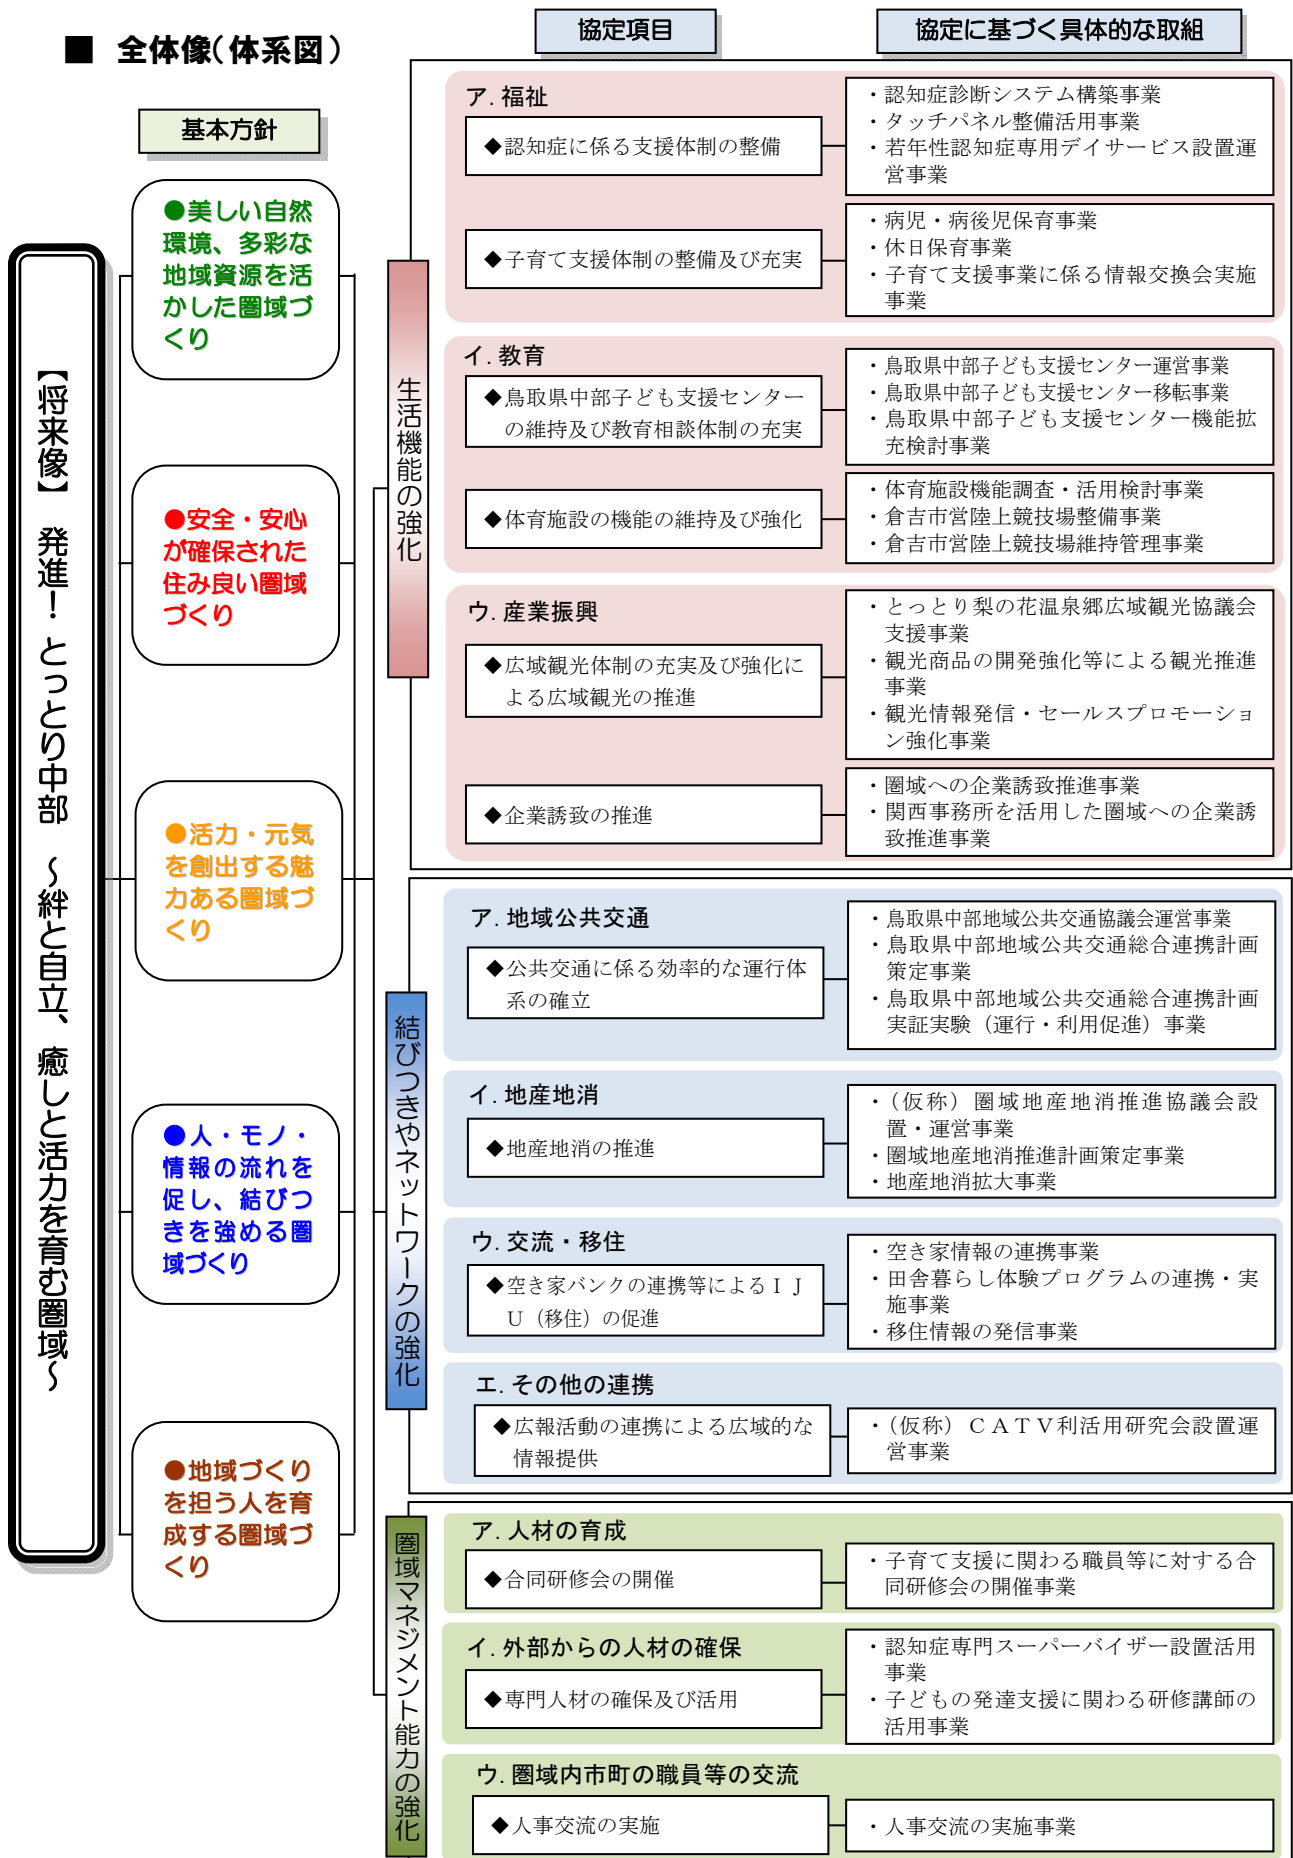 ■ 全体像(体系図)
協定項目
協定に基づく具体的な取組
基本方針
【将来像】 発進!とっとり中部 ~絆と自立、癒しと活力を育む圏域~
●美しい自然
環境、多彩な
地域資源を活
かした圏域づ
くり
●安全・安心
が確保された
住み良い圏域
づくり
●活力・元気
を創出する魅
力ある圏域づ
くり
●人・モノ・
情報の流れを
促し、結びつ
きを強める圏
域づくり
●地域づくり
を担う人を育
成する圏域づ
くり
生活機能の強化
ア.福祉
◆認知症に係る支援体制の整備
・認知症診断システム構築事業
・タッチパネル整備活用事業
・若年性認知症専用デイサービス設置運
営事業
◆子育て支援体制の整備及び充実
・病児・病後児保育事業
・休日保育事業
・子育て支援事業に係る情報交換会実施
事業
イ.教育
◆鳥取県中部子ども支援センター
の維持及び教育相談体制の充実
・鳥取県中部子ども支援センター運営事業
・鳥取県中部子ども支援センター移転事業
・鳥取県中部子ども支援センター機能拡
充検討事業
◆体育施設の機能の維持及び強化
・体育施設機能調査・活用検討事業
・倉吉市営陸上競技場整備事業
・倉吉市営陸上競技場維持管理事業
ウ.産業振興
◆広域観光体制の充実及び強化に
よる広域観光の推進
・とっとり梨の花温泉郷広域観光協議会
支援事業
・観光商品の開発強化等による観光推進
事業
・観光情報発信・セールスプロモーショ
ン強化事業
◆企業誘致の推進
・圏域への企業誘致推進事業
・関西事務所を活用した圏域への企業誘
致推進事業
結びつきやネットワークの強化
ア.地域公共交通
◆公共交通に係る効率的な運行体
系の確立
・鳥取県中部地域公共交通協議会運営事業
・鳥取県中部地域公共交通総合連携計画
策定事業
・鳥取県中部地域公共交通総合連携計画
実証実験(運行・利用促進)事業
イ.地産地消
◆地産地消の推進
・(仮称)圏域地産地消推進協議会設
置・運営事業
・圏域地産地消推進計画策定事業
・地産地消拡大事業
ウ.交流・移住
◆空き家バンクの連携等によるIJ
U(移住)の促進
・空き家情報の連携事業
・田舎暮らし体験プログラムの連携・実
施事業
・移住情報の発信事業
エ.その他の連携
◆広報活動の連携による広域的な
情報提供
・(仮称)CATV利活用研究会設置運
営事業
圏域マネジメント能力の強化
ア.人材の育成
◆合同研修会の開催
・子育て支援に関わる職員等に対する合
同研修会の開催事業
イ.外部からの人材の確保
◆専門人材の確保及び活用
・認知症専門スーパーバイザー設置活用
事業
・子どもの発達支援に関わる研修講師の
活用事業
ウ.圏域内市町の職員等の交流
◆人事交流の実施
・人事交流の実施事業